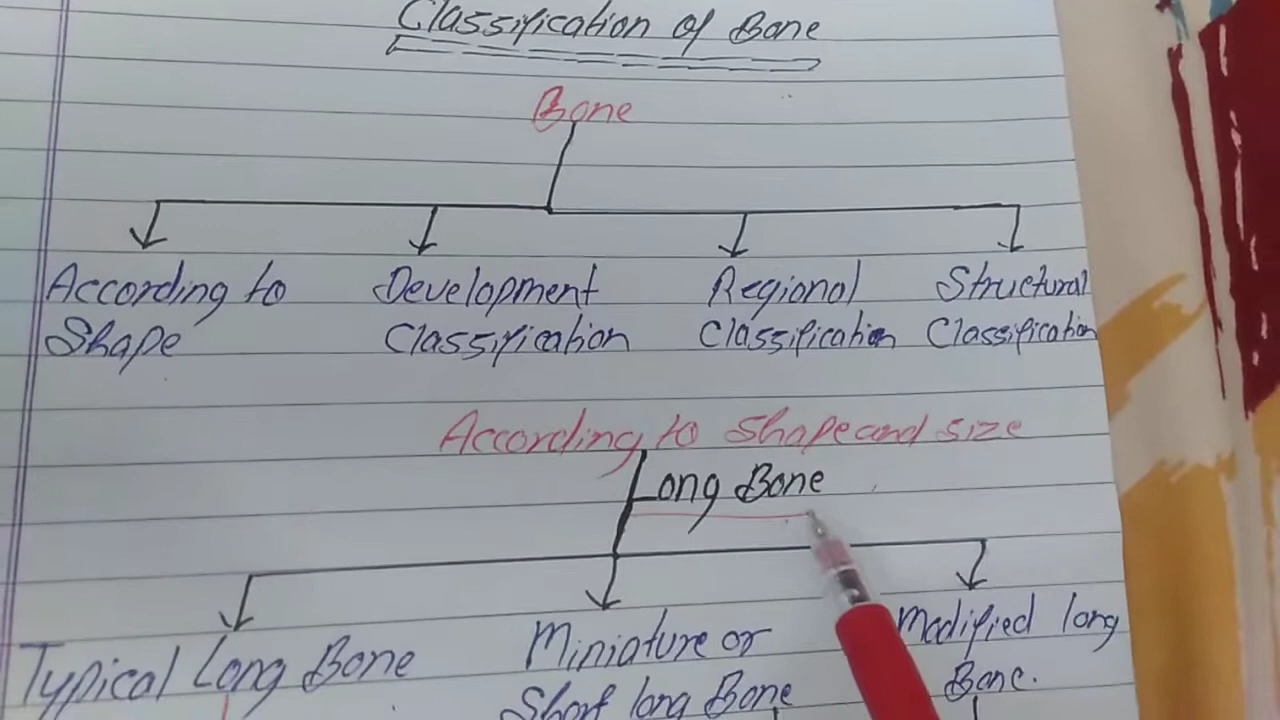 Classification of Bone
Bone
According to Shape
Development Classification
Regional Classification
Structural Classification
According to Shape and size
Long Bone
Typical Long Bone
Miniature or Short long Bone
Modified long Bone.